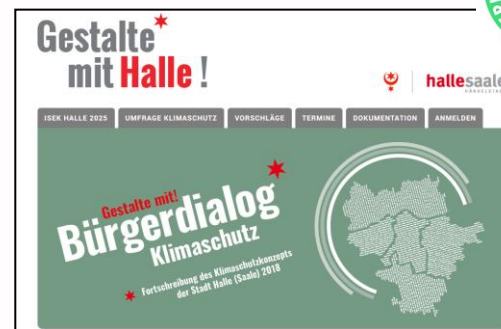 Gestalte*
mit Halle !
hallesaale
HÄNDELSTADT
ISEK HALLE 2025 UMFRAGE KLIMASCHUTZ VORSCHLÄGE TERMINE DOKUMENTATION ANMELDEN
Gestalte mit!
Bürgerdialog
Klimaschutz
Fortschreibung des Klimaschutzkonzepts
der Stadt Halle (Saale) 2018